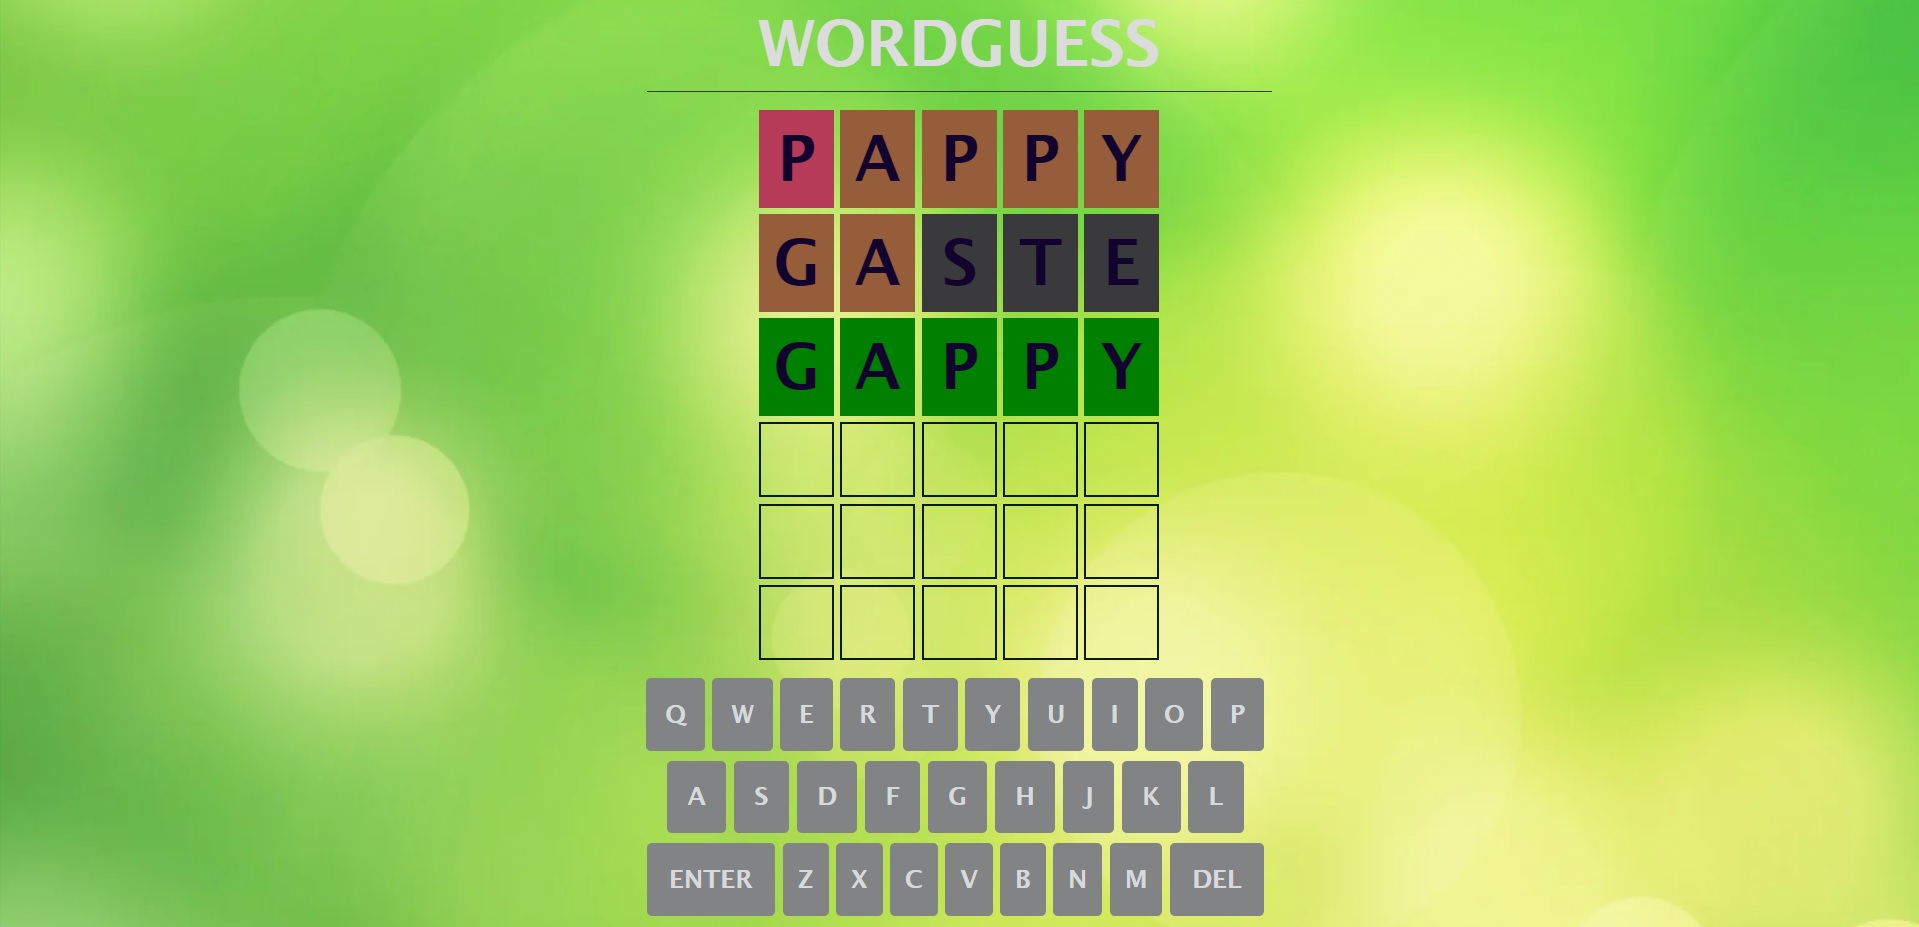 WORDGUESS
P A P P Y
G A S T E
G A P P Y
Q W E R T Y U I O P
A S D F G H J K L
ENTER Z X C V B N M DEL